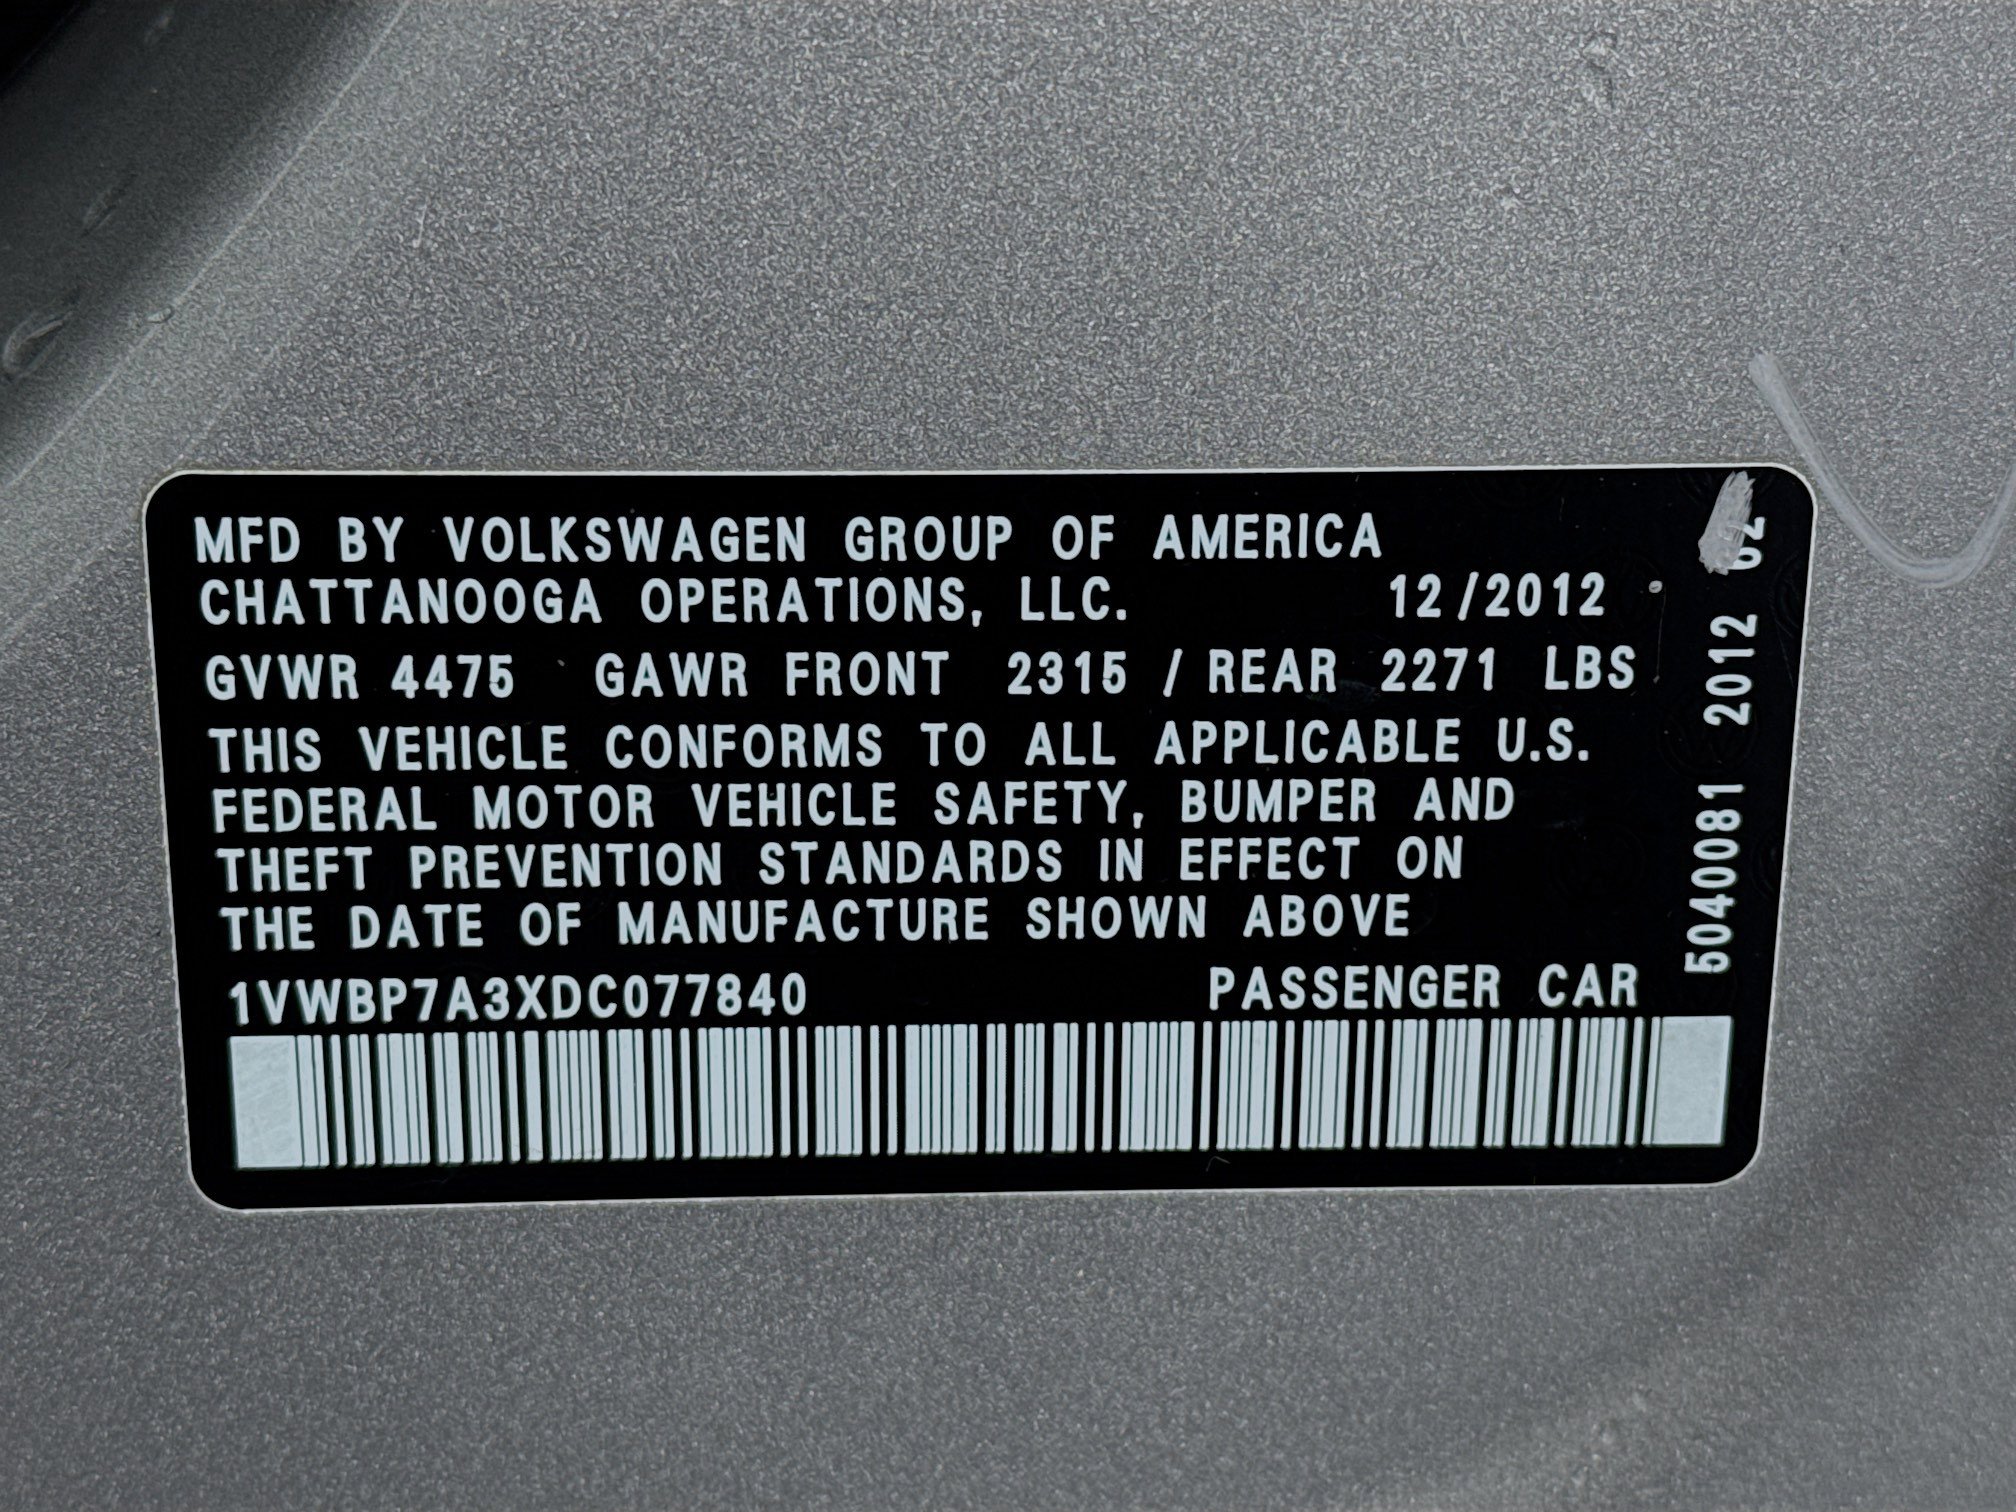 MFD BY VOLKSWAGEN GROUP OF AMERICA
CHATTANOOGA OPERATIONS, LLC. 12/2012
GVWR 4475 GAWR FRONT 2315 / REAR 2271 LBS
THIS VEHICLE CONFORMS TO ALL APPLICABLE U.S.
FEDERAL MOTOR VEHICLE SAFETY, BUMPER AND
THEFT PREVENTION STANDARDS IN EFFECT ON
THE DATE OF MANUFACTURE SHOWN ABOVE
1VWBP7A3XDC077840 PASSENGER CAR
5040081 2012